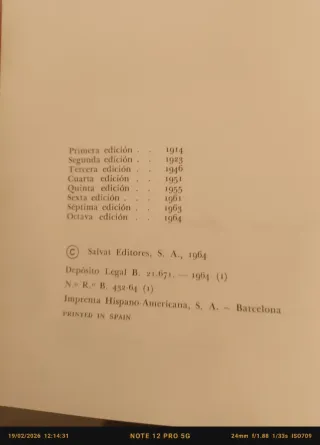 Primera edición . . 1914
Segunda edición . . 1923
Tercera edición . . 1946
Cuarta edición . . 1951
Quinta edición . . 1955
Sexta edición . . . 1961
Séptima edición . . 1963
Octava edición . . 1964
© Salvat Editores, S. A., 1964
Depósito Legal B. 21.671. — 1964 (1)
N.º R.º B. 452-64 (1)
Imprenta Hispano-Americana, S. A. – Barcelona
PRINTED IN SPAIN
19/02/2026 12:14:31
NOTE 12 PRO 5G
24mm f/1.88 1/33s ISO709